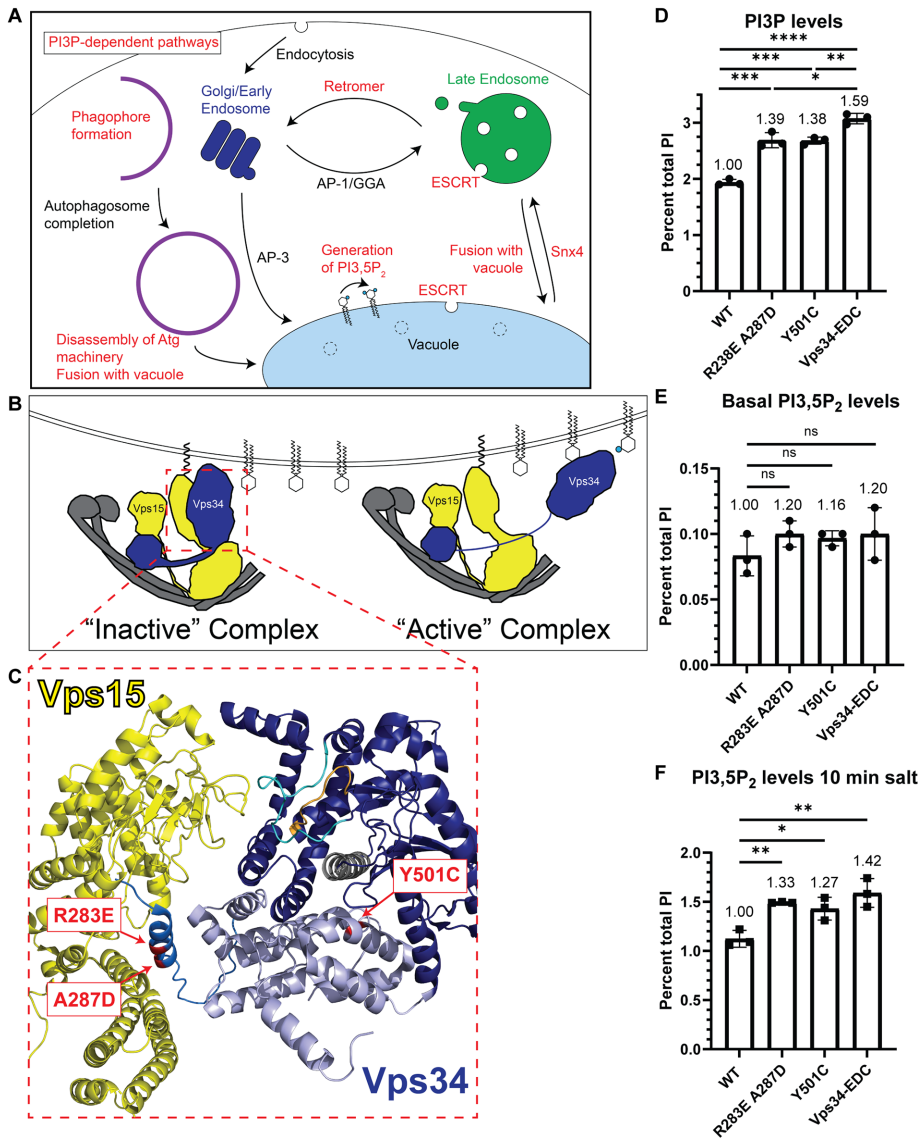 A
PI3P-dependent pathways
Endocytosis
Phagophore
formation
Golgi/Early
Endosome
Retromer
Late Endosome
AP-1/GGA
ESCRT
Autophagosome
completion
AP-3
Generation
of PI3,5P2
Fusion with
vacuole
Snx4
ESCRT
Vacuole
Disassembly of Atg
machinery
Fusion with vacuole
B
Vps15
Vps34
"Inactive" Complex
Vps15
Vps34
"Active" Complex
C
Vps15
R283E
A287D
Y501C
Vps34
D
PI3P levels
****
*** **
*** *
1.00
1.39
1.38
1.59
Percent total PI
3
2
1
0
WT
R238E A287D
Y501C
Vps34-EDC
E
Basal PI3,5P2 levels
ns
ns
ns
1.00
1.20
1.16
1.20
Percent total PI
0.15
0.10
0.05
0.00
WT
R283E A287D
Y501C
Vps34-EDC
F
PI3,5P2 levels 10 min salt
**
*
**
1.00
1.33
1.27
1.42
Percent total PI
2.0
1.5
1.0
0.5
0.0
WT
R283E A287D
Y501C
Vps34-EDC